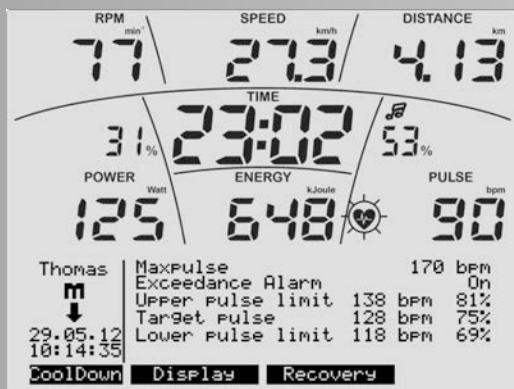 RPM SPEED DISTANCE
min⁻¹ km/h km
77 27.3 4.13
TIME
31% 23:02 53%
POWER ENERGY PULSE
Watt kJoule bpm
125 648 90
Thomas
m
29.05.12
10:14:35
Maxpulse 170 bpm
Exceedance Alarm On
Upper pulse limit 138 bpm 81%
Target pulse 128 bpm 75%
Lower pulse limit 118 bpm 69%
CoolDown Display Recovery